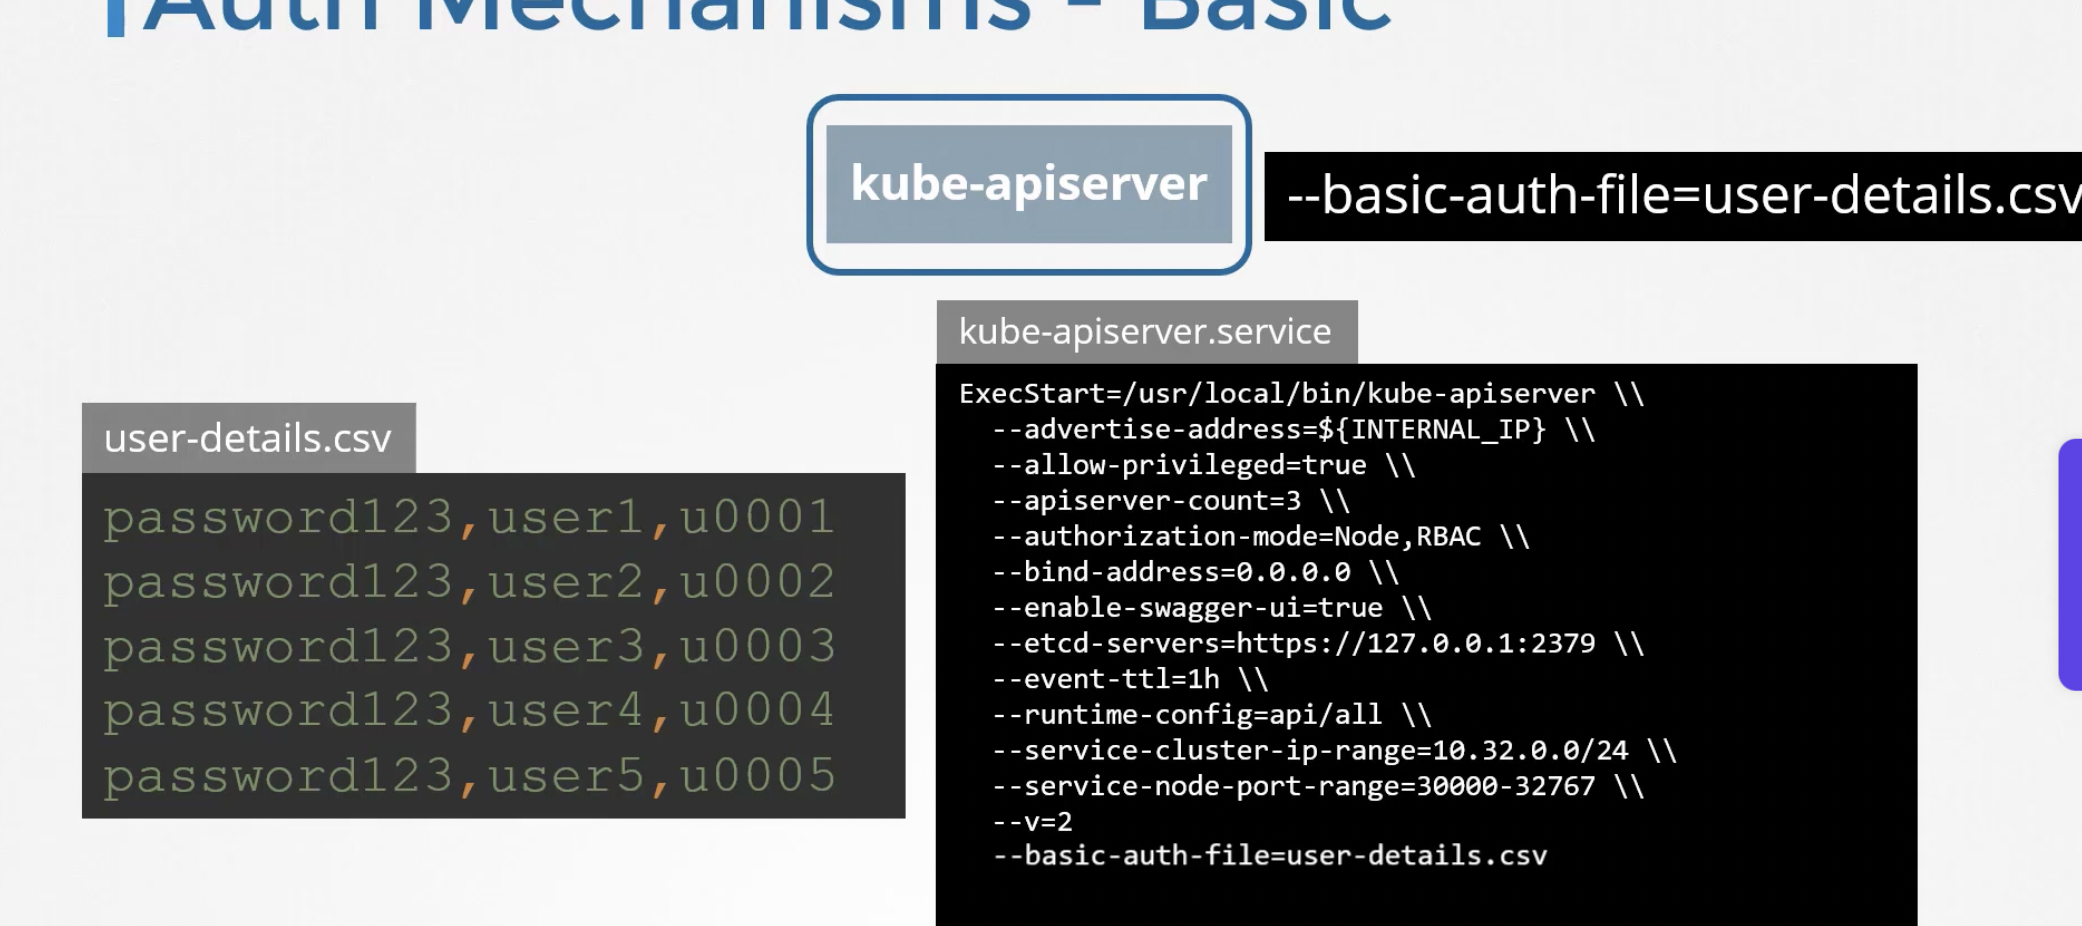 Auth Mechanisms - Basic
kube-apiserver
--basic-auth-file=user-details.csv
kube-apiserver.service
ExecStart=/usr/local/bin/kube-apiserver \\
--advertise-address=${INTERNAL_IP} \\
--allow-privileged=true \\
--apiserver-count=3 \\
--authorization-mode=Node,RBAC \\
--bind-address=0.0.0.0 \\
--enable-swagger-ui=true \\
--etcd-servers=https://127.0.0.1:2379 \\
--event-ttl=1h \\
--runtime-config=api/all \\
--service-cluster-ip-range=10.32.0.0/24 \\
--service-node-port-range=30000-32767 \\
--v=2
--basic-auth-file=user-details.csv
user-details.csv
password123,user1,u0001
password123,user2,u0002
password123,user3,u0003
password123,user4,u0004
password123,user5,u0005